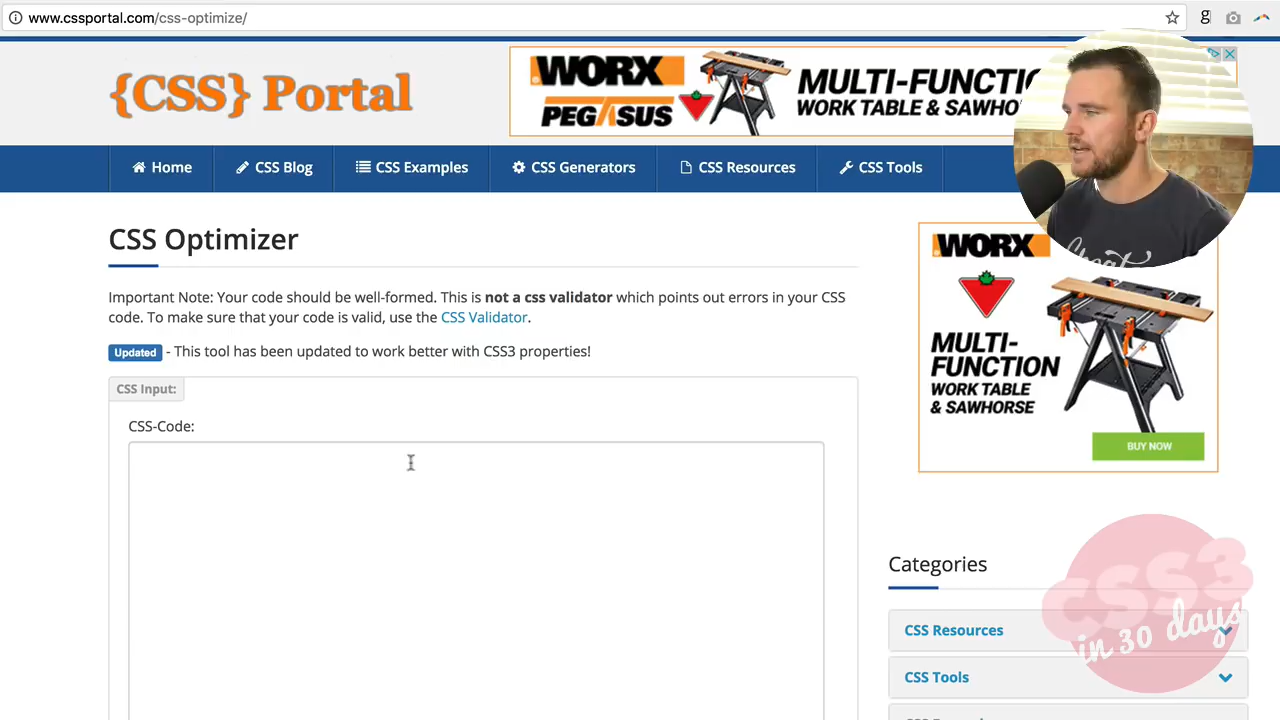 www.cssportal.com/css-optimize/
{CSS} Portal
WORX
PEGASUS
MULTI-FUNCTIO
WORK TABLE & SAWHO
Home
CSS Blog
CSS Examples
CSS Generators
CSS Resources
CSS Tools
CSS Optimizer
Important Note: Your code should be well-formed. This is not a css validator which points out errors in your CSS
code. To make sure that your code is valid, use the CSS Validator.
Updated - This tool has been updated to work better with CSS3 properties!
CSS Input:
CSS-Code:
WORX
MULTI-
FUNCTION
WORK TABLE
& SAWHORSE
BUY NOW
Categories
CSS Resources
CSS Tools
CSS3
in 30 days